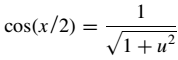 cos(x/2) = 1/√(1 + u²)